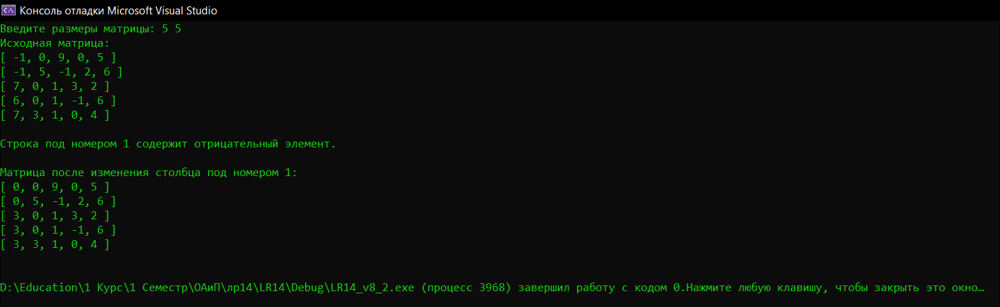 C:\ Консоль отладки Microsoft Visual Studio
Введите размеры матрицы: 5 5
Исходная матрица:
[ -1, 0, 9, 0, 5 ]
[ -1, 5, -1, 2, 6 ]
[ 7, 0, 1, 3, 2 ]
[ 6, 0, 1, -1, 6 ]
[ 7, 3, 1, 0, 4 ]
Строка под номером 1 содержит отрицательный элемент.
Матрица после изменения столбца под номером 1:
[ 0, 0, 9, 0, 5 ]
[ 0, 5, -1, 2, 6 ]
[ 3, 0, 1, 3, 2 ]
[ 3, 0, 1, -1, 6 ]
[ 3, 3, 1, 0, 4 ]
D:\Education\1 Курс\1 Семестр\ОАиП\лр14\LR14\Debug\LR14_v8_2.exe (процесс 3968) завершил работу с кодом 0.Нажмите любую клавишу, чтобы закрыть это окно…